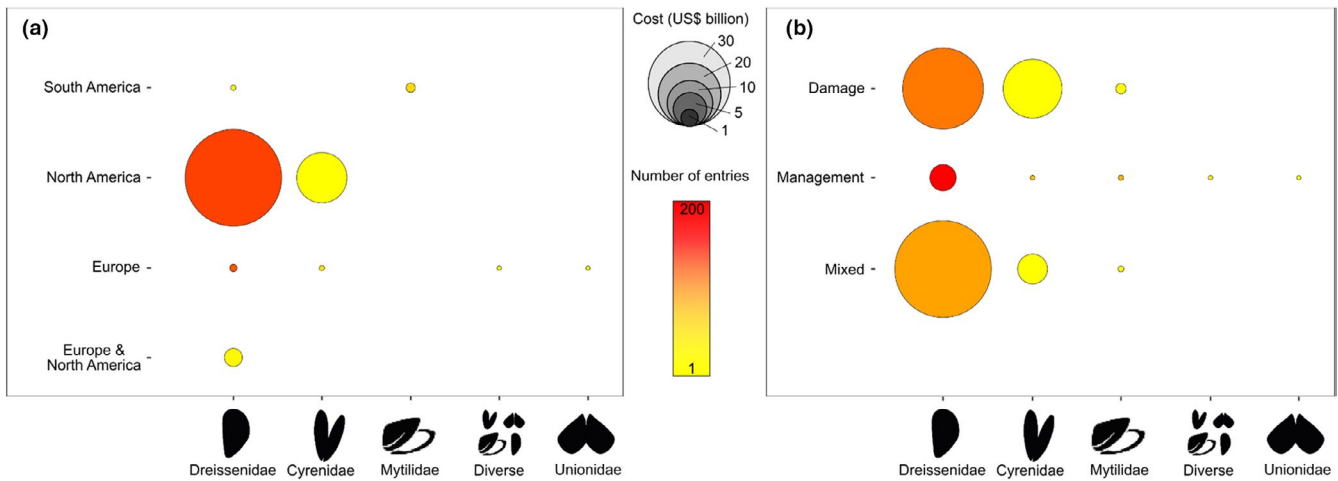 (a)
South America
North America
Europe
Europe &
North America
Dreissenidae
Cyrenidae
Mytilidae
Diverse
Unionidae
Cost (US$ billion)
30
20
10
5
1
Number of entries
200
1
(b)
Damage
Management
Mixed
Dreissenidae
Cyrenidae
Mytilidae
Diverse
Unionidae